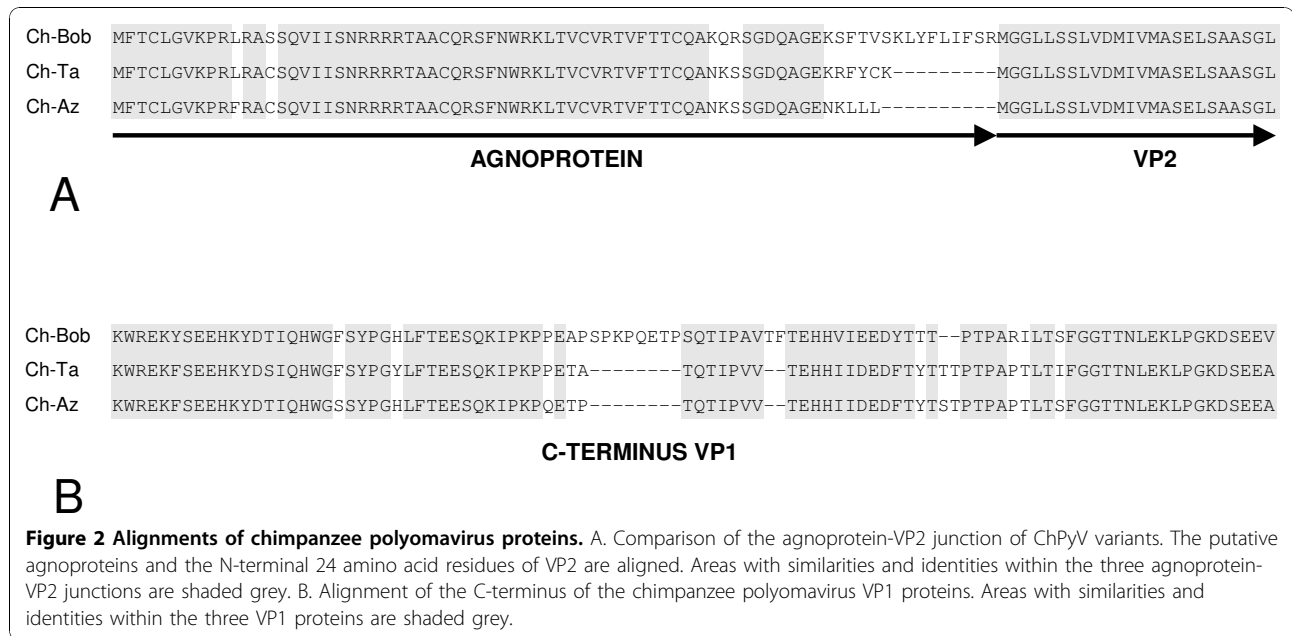 Ch-Bob MFTCLGVKPRLRASSQVIISNRRRRTAACQRSFNWRKLTVCVRTVFTTCQAKQRSGDQAGEKSFTVSKLYFLIFSRMGGLLSSLVDMIVMASELSAASGL
Ch-Ta MFTCLGVKPRLRACSQVIISNRRRRTAACQRSFNWRKLTVCVRTVFTTCQANKSSGDQAGEKRFYCK---------MGGLLSSLVDMIVMASELSAASGL
Ch-Az MFTCLGVKPRFRACSQVIISNRRRRTAACQRSFNWRKLTVCVRTVFTTCQANKSSGDQAGENKLLL----------MGGLLSSLVDMIVMASELSAASGL
AGNOPROTEIN VP2
A
Ch-Bob KWREKYSEEHKYDTIQHWGFSYPGHLFTEESQKIPKPPEAPSPKPQETPSQTIPAVTFTEHHVIEEDYTTT--PTPARILTSFGGTTNLEKLPGKDSEEV
Ch-Ta KWREKFSEEHKYDSIQHWGSSYPGYLFTEESQKIPKPPETA--------TQTIPVV--TEHHIIDEDFTYTTTPTPAPTLTIFGGTTNLEKLPGKDSEEA
Ch-Az KWREKFSEEHKYDTIQHWGSSYPGHLFTEESQKIPKPQETP--------TQTIPVV--TEHHIIDEDFTYTSTPTPAPTLTSFGGTTNLEKLPGKDSEEA
C-TERMINUS VP1
B
Figure 2 Alignments of chimpanzee polyomavirus proteins. A. Comparison of the agnoprotein-VP2 junction of ChPyV variants. The putative
agnoproteins and the N-terminal 24 amino acid residues of VP2 are aligned. Areas with similarities and identities within the three agnoprotein-
VP2 junctions are shaded grey. B. Alignment of the C-terminus of the chimpanzee polyomavirus VP1 proteins. Areas with similarities and
identities within the three VP1 proteins are shaded grey.